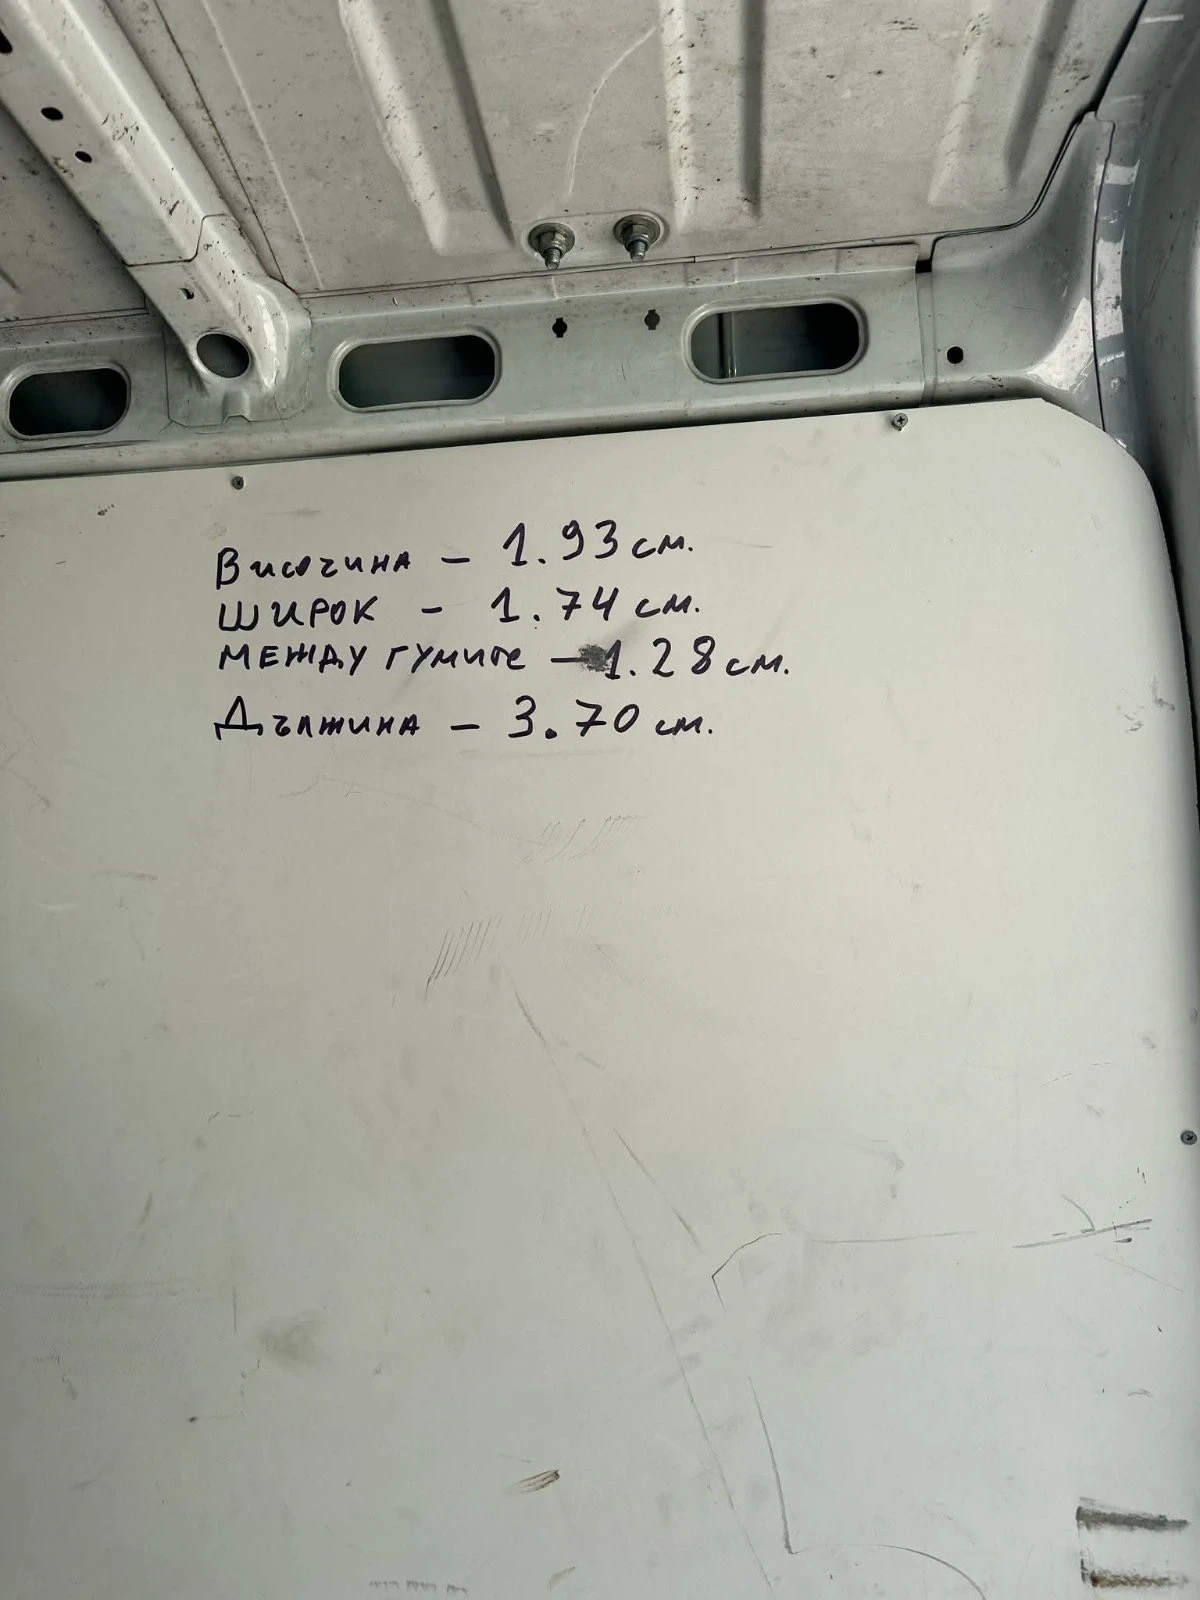 Височина - 1.93 см.
ШИРОК - 1.74 см.
МЕЖДУ ГУМИТЕ - 1.28 см.
Дължина - 3.70 см.